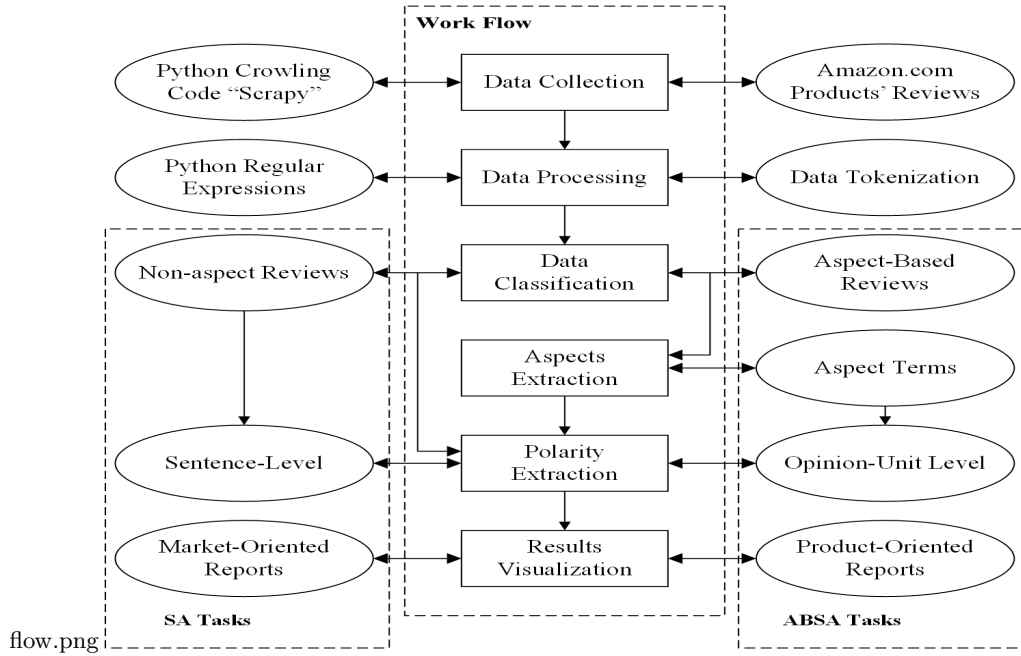 Work Flow
Python Crowling
Code “Scrapy”
Data Collection
Amazon.com
Products’ Reviews
Python Regular
Expressions
Data Processing
Data Tokenization
Non-aspect Reviews
Data
Classification
Aspect-Based
Reviews
Aspects
Extraction
Aspect Terms
Sentence-Level
Polarity
Extraction
Opinion-Unit Level
Market-Oriented
Reports
Results
Visualization
Product-Oriented
Reports
SA Tasks
ABSA Tasks
flow.png